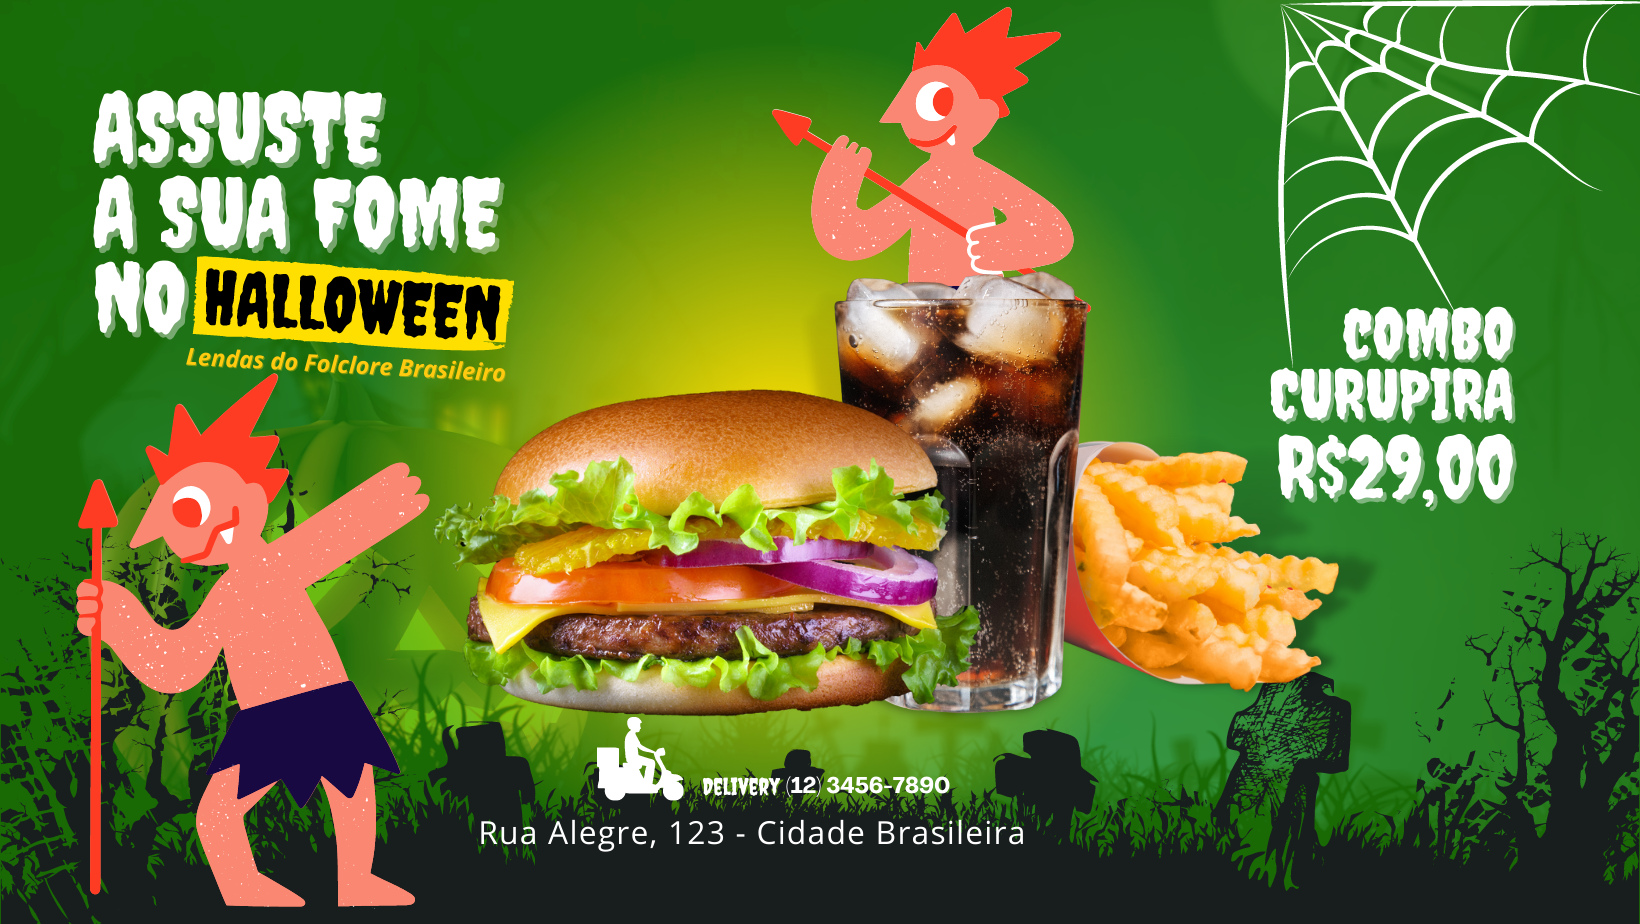 ASSUSTE
A SUA FOME
NO HALLOWEEN
Lendas do Folclore Brasileiro
COMBO
CURUPIRA
R$29,00
DELIVERY (12) 3456-7890
Rua Alegre, 123 - Cidade Brasileira